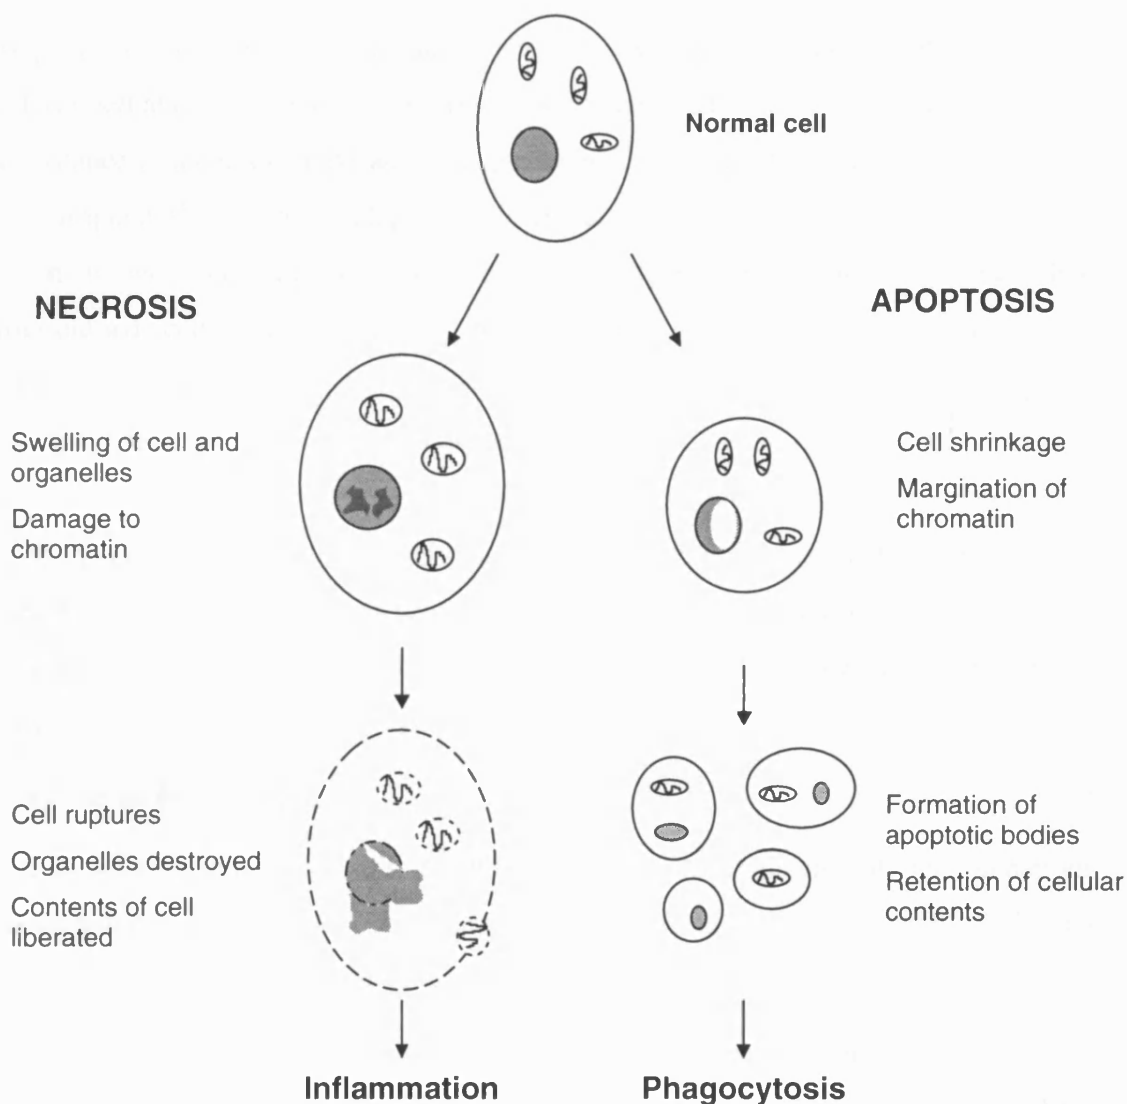 Normal cell
NECROSIS
APOPTOSIS
Swelling of cell and
organelles
Damage to
chromatin
Cell shrinkage
Margination of
chromatin
Cell ruptures
Organelles destroyed
Contents of cell
liberated
Formation of
apoptotic bodies
Retention of cellular
contents
Inflammation
Phagocytosis